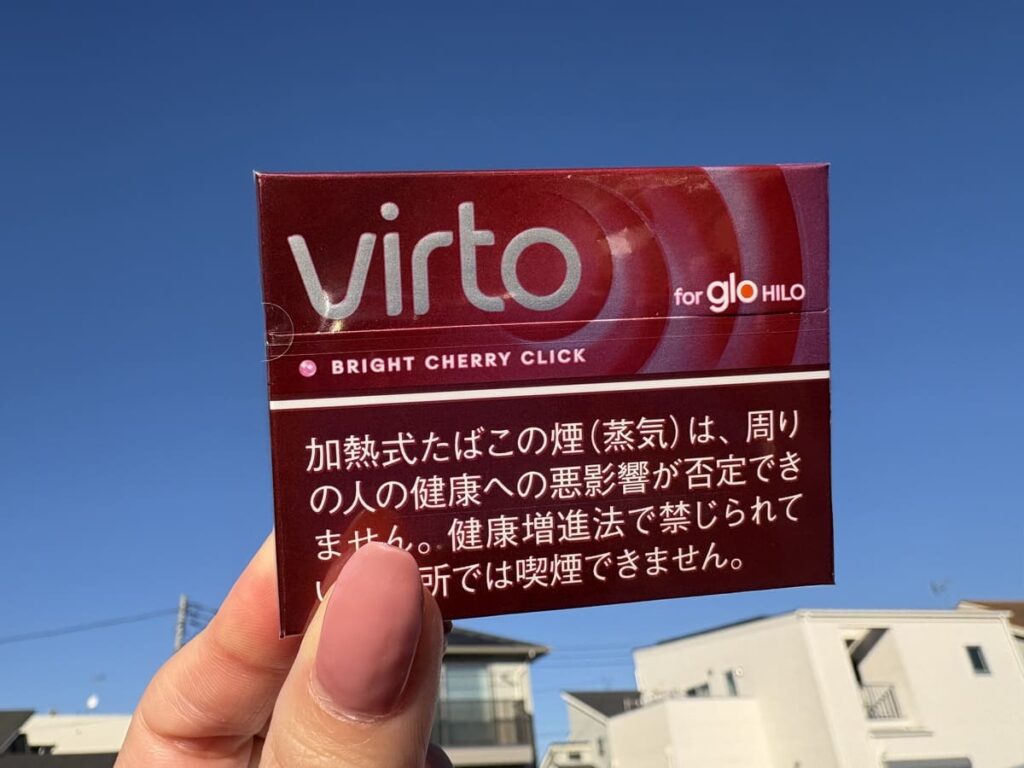 virto
for glo HILO
BRIGHT CHERRY CLICK
加熱式たばこの煙（蒸気）は、周り
の人の健康への悪影響が否定でき
ません。健康増進法で禁じられて
い 所では喫煙できません。